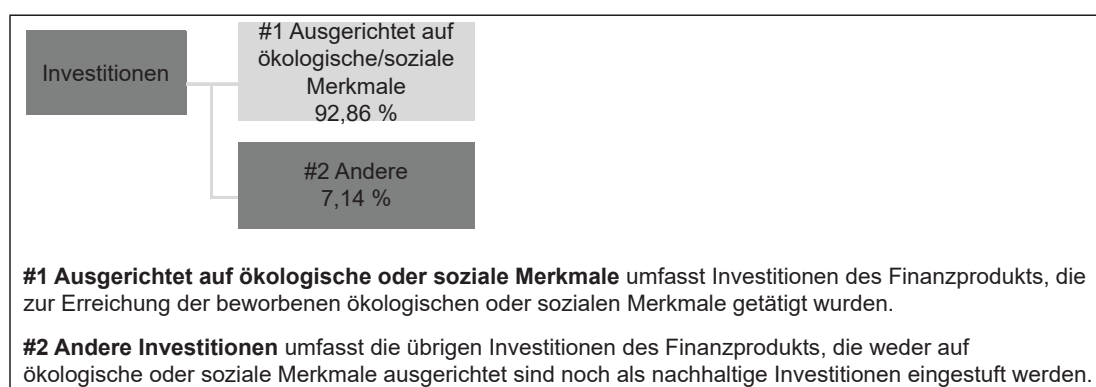 Investitionen
#1 Ausgerichtet auf
ökologische/soziale
Merkmale
92,86 %
#2 Andere
7,14 %
#1 Ausgerichtet auf ökologische oder soziale Merkmale umfasst Investitionen des Finanzprodukts, die
zur Erreichung der beworbenen ökologischen oder sozialen Merkmale getätigt wurden.
#2 Andere Investitionen umfasst die übrigen Investitionen des Finanzprodukts, die weder auf
ökologische oder soziale Merkmale ausgerichtet sind noch als nachhaltige Investitionen eingestuft werden.